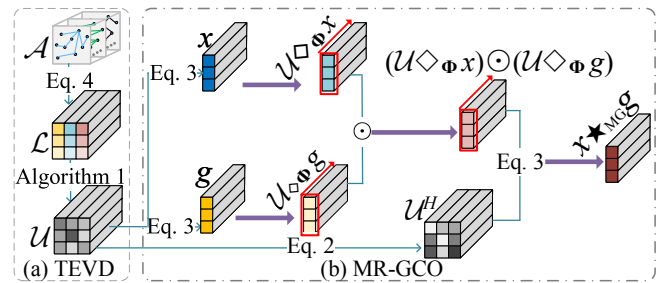 𝒜
Eq. 4
ℒ
Algorithm 1
𝒰
(a) TEVD
x
Eq. 3
𝒰□Φx
g
Eq. 3
𝒰◇Φg
Eq. 2
⊙
(𝒰◇Φx)⊙(𝒰◇Φg)
𝒰H
Eq. 3
x★MGg
(b) MR-GCO